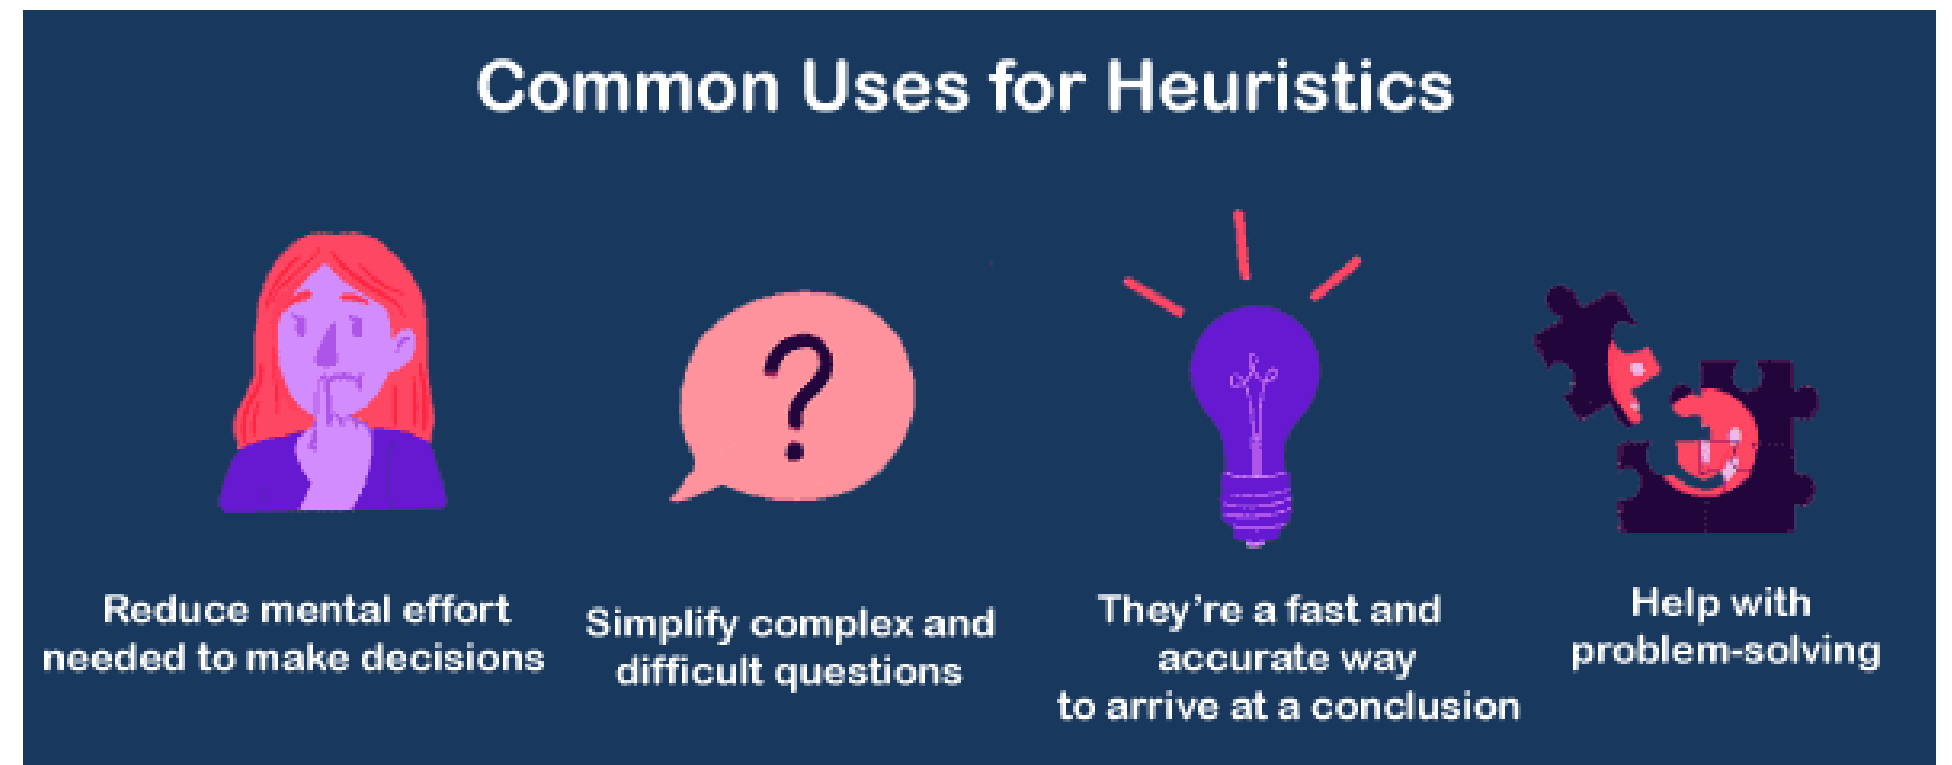 Common Uses for Heuristics
Reduce mental effort
needed to make decisions
Simplify complex and
difficult questions
They’re a fast and
accurate way
to arrive at a conclusion
Help with
problem-solving
?